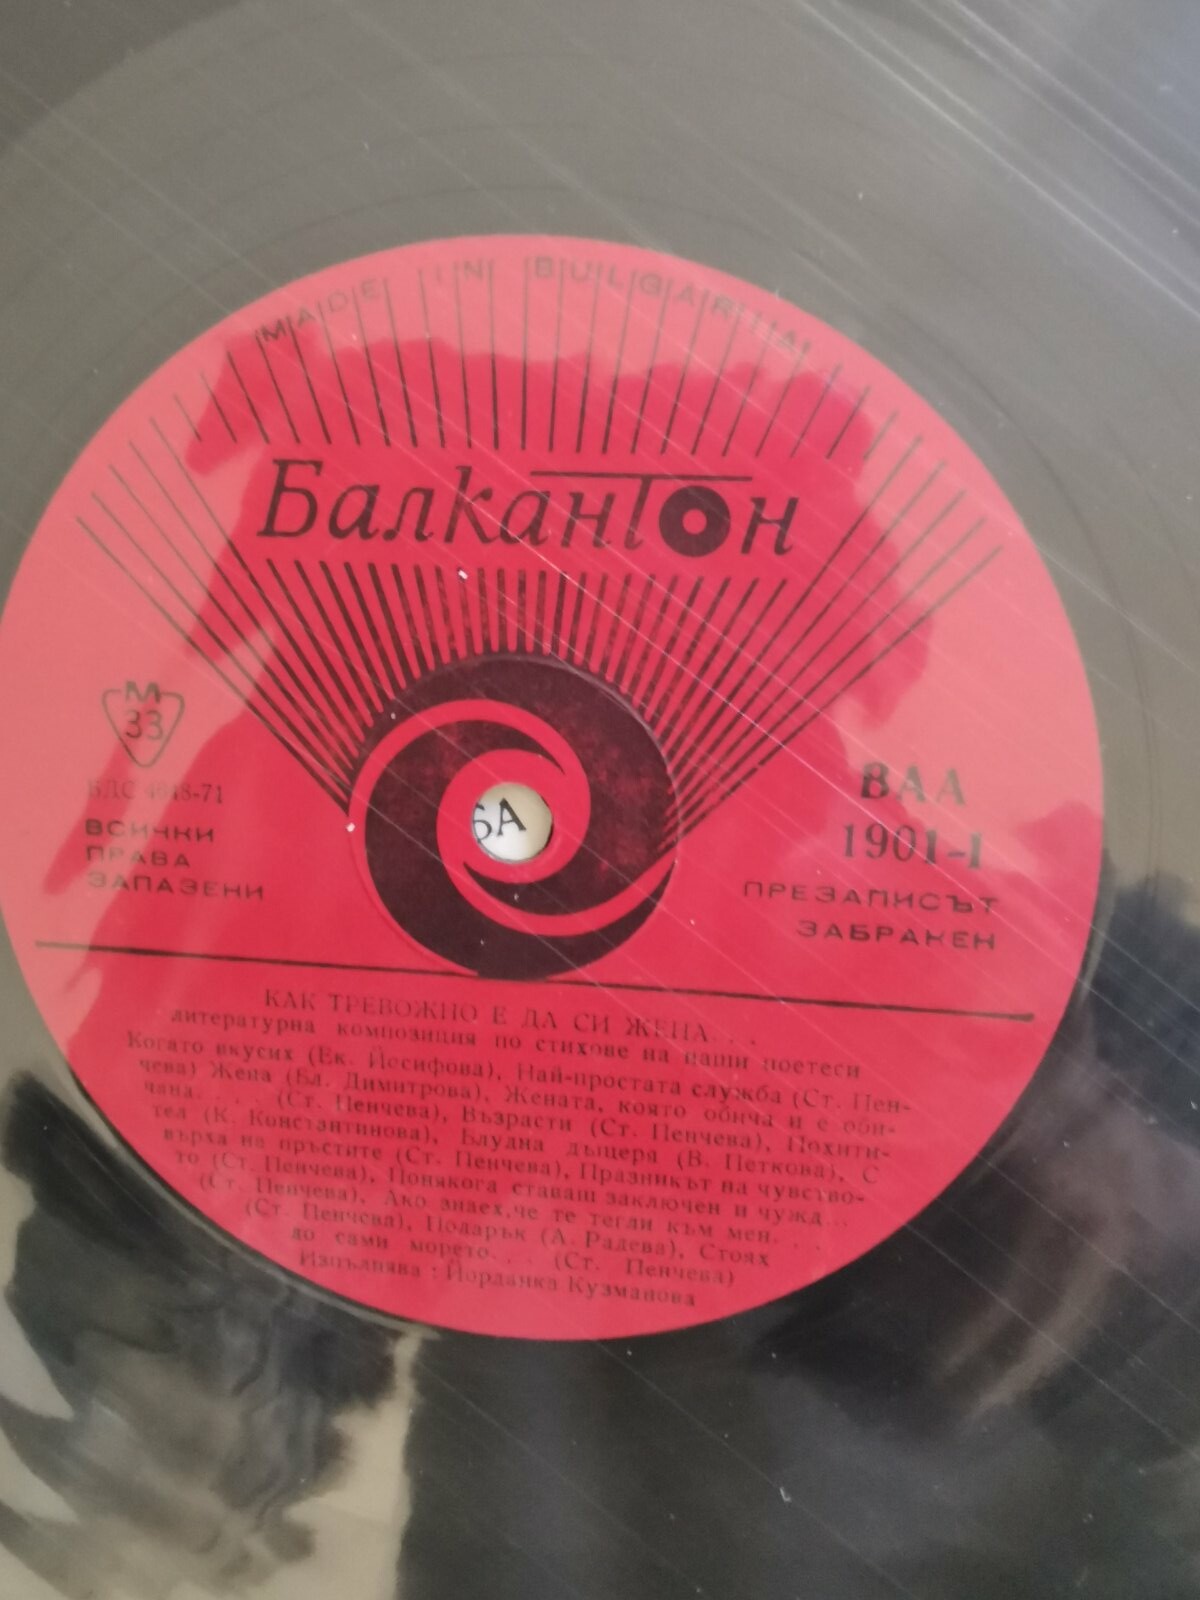 MADE IN BULGARIA
Балкантон
М
33
БДС 4648-71
ВСИЧКИ
ПРАВА
ЗАПАЗЕНИ
ВАА
1901-I
ПРЕЗАПИСЪТ
ЗАБРАНЕН
КАК ТРЕВОЖНО Е ДА СИ ЖЕНА. . .
литературна композиция по стихове на наши поетеси
Когато вкусих (Ек. Йосифова), Най-простата служба (Ст. Пен-
чева) Жена (Бл. Димитрова), Жената, която обича и е оби-
чана. . . . (Ст. Пенчева), Възрасти (Ст. Пенчева), Похити-
тел (К. Константинова), Блудна дъщеря (В. Петкова), С
върха на пръстите (Ст. Пенчева), Празникът на чувство-
то (Ст. Пенчева), Понякога ставаш заключен и чужд...
(Ст. Пенчева), Ако знаех,че те тегли към мен. . . .
(Ст. Пенчева), Подарък (А. Радева), Стоях
до сами морето. . . (Ст. Пенчева)
Изпълнява : Йорданка Кузманова